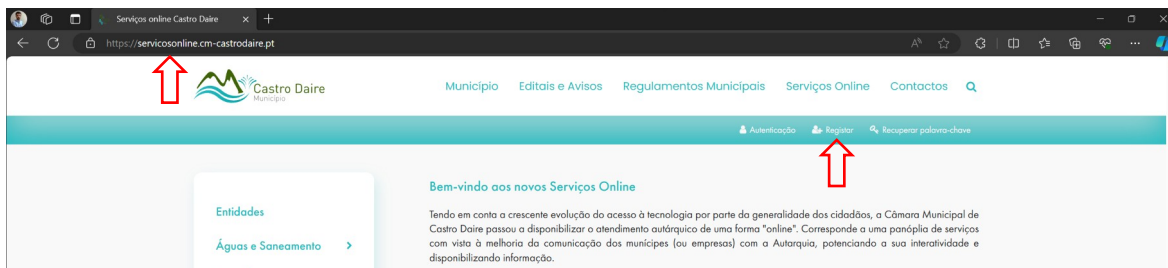 Serviços online Castro Daire
https://servicosonline.cm-castrodaire.pt
Castro Daire
Município
Município Editais e Avisos Regulamentos Municipais Serviços Online Contactos
Autenticação Registar Recuperar palavra-chave
Bem-vindo aos novos Serviços Online
Entidades
Águas e Saneamento
Tendo em conta a crescente evolução do acesso à tecnologia por parte da generalidade dos cidadãos, a Câmara Municipal de
Castro Daire passou a disponibilizar o atendimento autárquico de uma forma "online". Corresponde a uma panóplia de serviços
com vista à melhoria da comunicação dos munícipes (ou empresas) com a Autarquia, potenciando a sua interatividade e
disponibilizando informação.